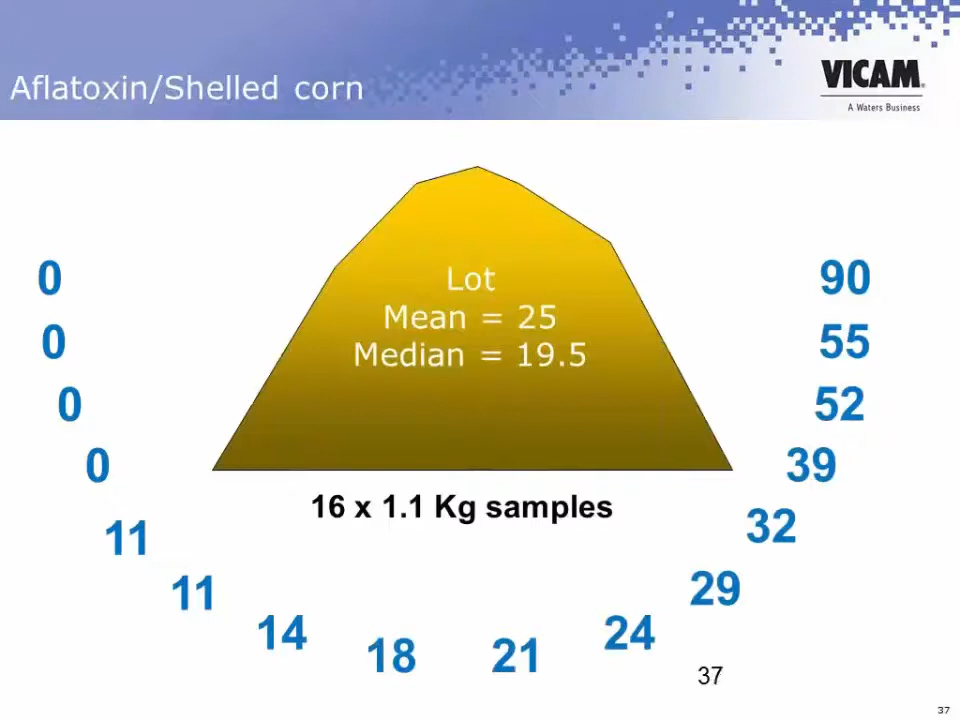 Aflatoxin/Shelled corn
VICAM
A Waters Business
Lot
Mean = 25
Median = 19.5
16 x 1.1 Kg samples
0
0
0
0
11
11
14
18
21
24
29
32
39
52
55
90
37
37